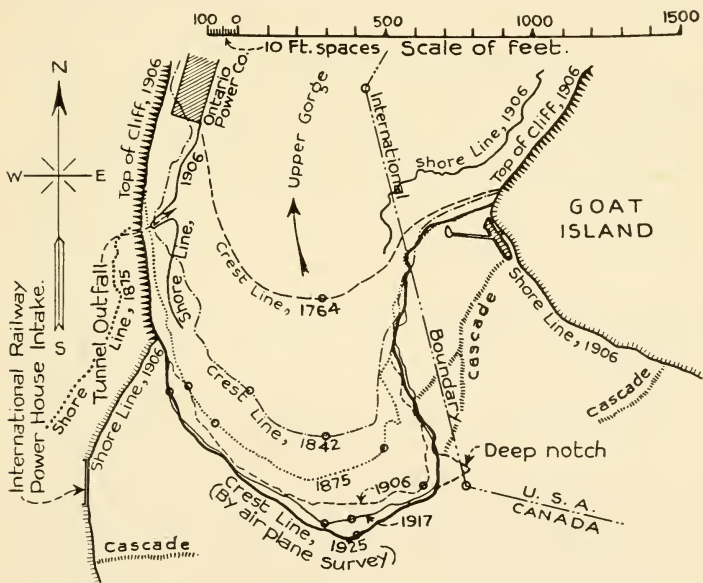 100 0 500 1000 1500
10 Ft. spaces Scale of feet.
N
W E
S
Top of Cliff, 1906
Ontario
Power Co.
1906
Shore Line,
Upper Gorge
International
Boundary
Shore Line, 1906
Top of Cliff, 1906
GOAT
ISLAND
Shore Line, 1906
Cascade
Cascade
Crest Line, 1764
Tunnel Outfall
Shore Line, 1875
International Railway
Power House Intake.
Shore Line, 1906
Crest Line, 1842
1875
1906
1917
Deep notch
U.S.A.
CANADA
Crest Line, 1925
(By airplane Survey)
Cascade